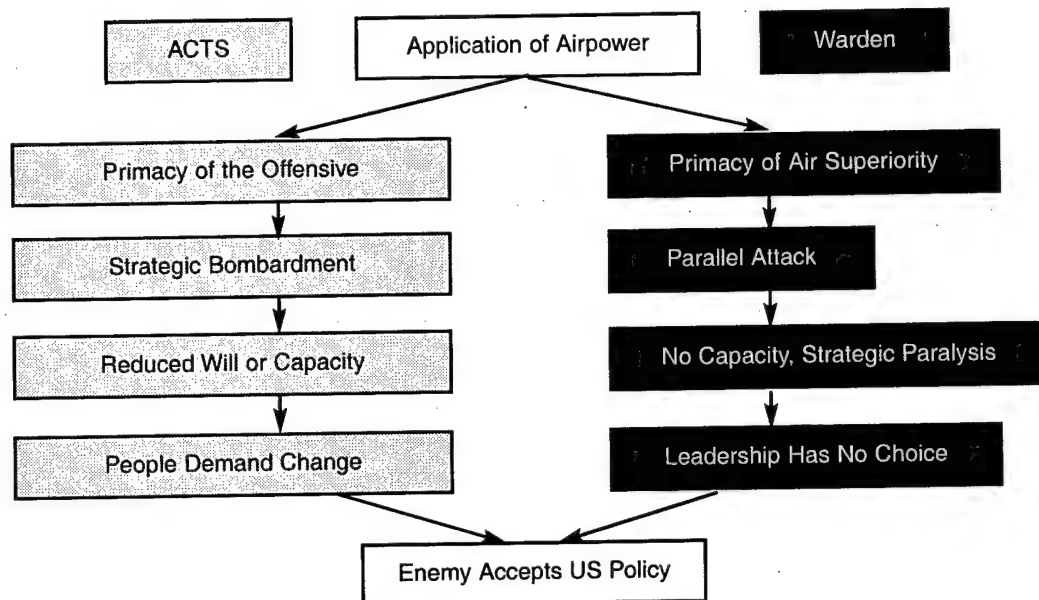 ACTS
Application of Airpower
Warden
Primacy of the Offensive
Primacy of Air Superiority
Strategic Bombardment
Parallel Attack
Reduced Will or Capacity
No Capacity, Strategic Paralysis
People Demand Change
Leadership Has No Choice
Enemy Accepts US Policy